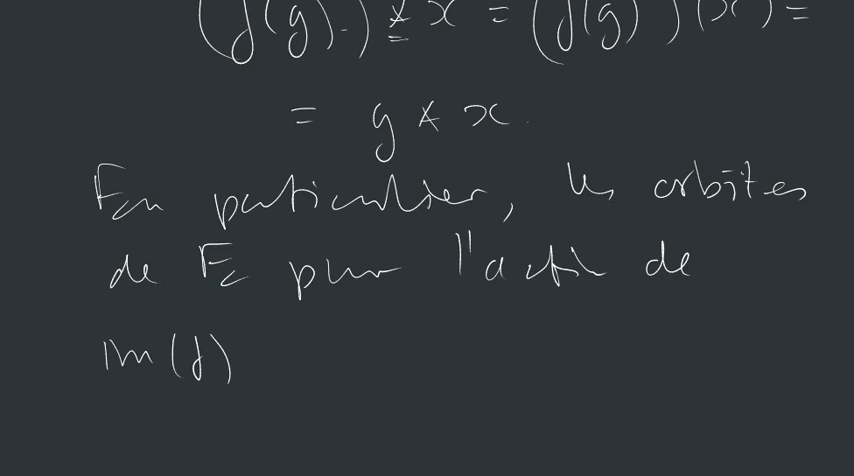 (f(g).) * x = (f(g))(x) =
= g * x.
En particulier, les orbites
de E pour l'action de
Im(f)